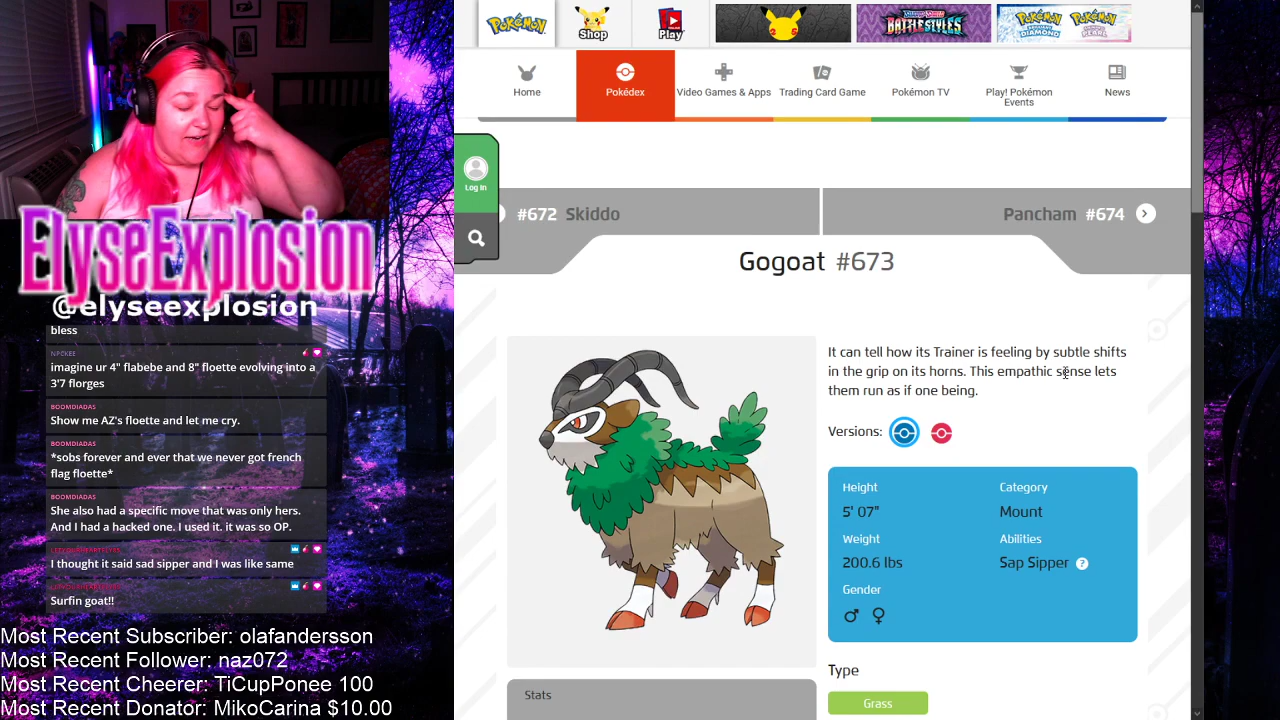 Pokémon
Shop
Play
25
BATTLE STYLES
POKÉMON
POKÉMON
Home
Pokédex
Video Games & Apps
Trading Card Game
Pokémon TV
Play! Pokémon
Events
News
Log In
#672 Skiddo
Pancham #674
Gogoat #673
It can tell how its Trainer is feeling by subtle shifts
in the grip on its horns. This empathic sense lets
them run as if one being.
Versions:
Height
5' 07"
Weight
200.6 lbs
Gender
♂ ♀
Category
Mount
Abilities
Sap Sipper ?
Type
Grass
Stats
ElyseExplosion
@elyseexplosion
bless
NPCKEE
imagine ur 4" flabebe and 8" floette evolving into a
3'7 florges
BOOMDIADAS
Show me AZ's floette and let me cry.
BOOMDIADAS
*sobs forever and ever that we never got french
flag floette*
BOOMDIADAS
She also had a specific move that was only hers.
And I had a hacked one. I used it. it was so OP.
I thought it said sad sipper and I was like same
Surfin goat!!
Most Recent Subscriber: olafandersson
Most Recent Follower: naz072
Most Recent Cheerer: TiCupPonee 100
Most Recent Donator: MikoCarina $10.00